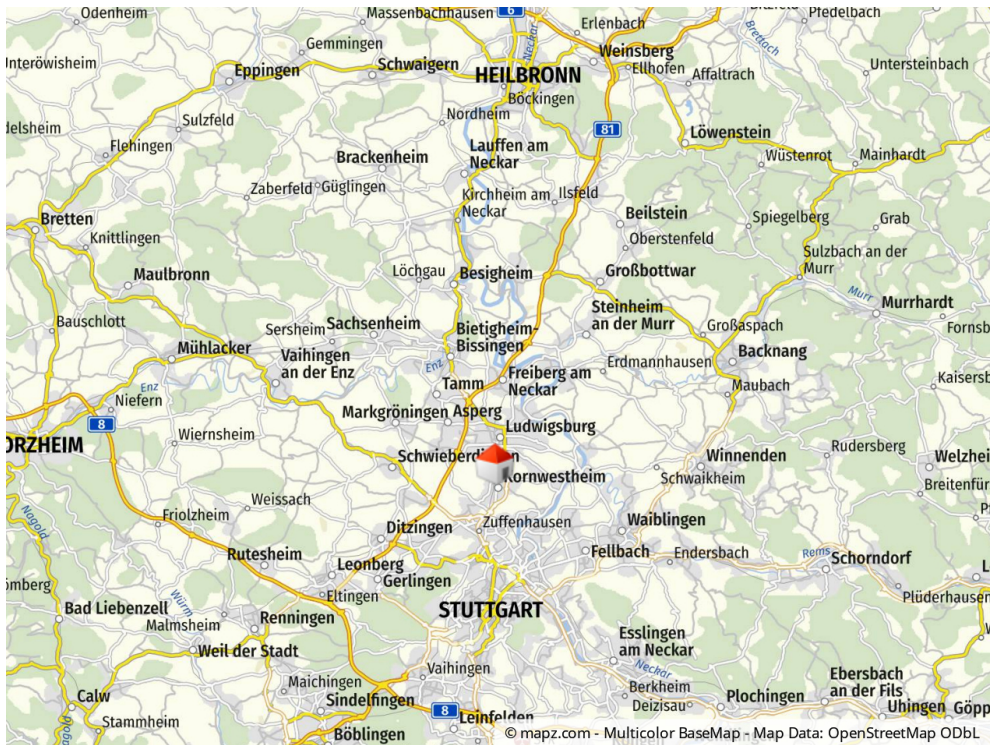 Odenheim
Massenbachhausen
6
Erlenbach
Pfedelbach
Gemmingen
Neckar
Weinsberg
Brettach
Eppingen
Schwaigern
HEILBRONN
Ellhofen
Affaltrach
Untersteinbach
Böckingen
Sulzfeld
Nordheim
81
Löwenstein
Flehingen
Brackenheim
Lauffen am
Neckar
Wüstenrot
Mainhardt
Zaberfeld
Güglingen
Kirchheim am
Neckar
Ilsfeld
Bretten
Beilstein
Spiegelberg
Grab
Knittlingen
Oberstenfeld
Sulzbach an der
Murr
Maulbronn
Löchgau
Besigheim
Großbottwar
Murr
Murrhardt
Bauschlott
Sersheim
Sachsenheim
Bietigheim-
Bissingen
Steinheim
an der Murr
Großaspach
Fornsb
Mühlacker
Vaihingen
an der Enz
Enz
Erdmannhausen
Backnang
Enz
Niefern
Tamm
Freiberg am
Neckar
Maubach
Kaisersb
8
Markgröningen
Asperg
Ludwigsburg
Wiernsheim
Rudersberg
ORZHEIM
Winnenden
Welzhei
Kornwestheim
Schwaikheim
Breitenfür
Weissach
Nagold
Friolzheim
Ditzingen
Zuffenhausen
Waiblingen
Rutesheim
Leonberg
Gerlingen
Fellbach
Endersbach
Rems
Schorndorf
Eltingen
Plüderhausen
Bad Liebenzell
Würm
Malmsheim
Renningen
STUTTGART
Weil der Stadt
Esslingen
am Neckar
Neckar
Vaihingen
Calw
Maichingen
Sindelfingen
Berkheim
Deizisau
Plochingen
Ebersbach
an der Fils
Uhingen
Göpp
Nagold
Stammheim
8
Leinfelden
Böblingen
© mapz.com - Multicolor BaseMap - Map Data: OpenStreetMap ODbL